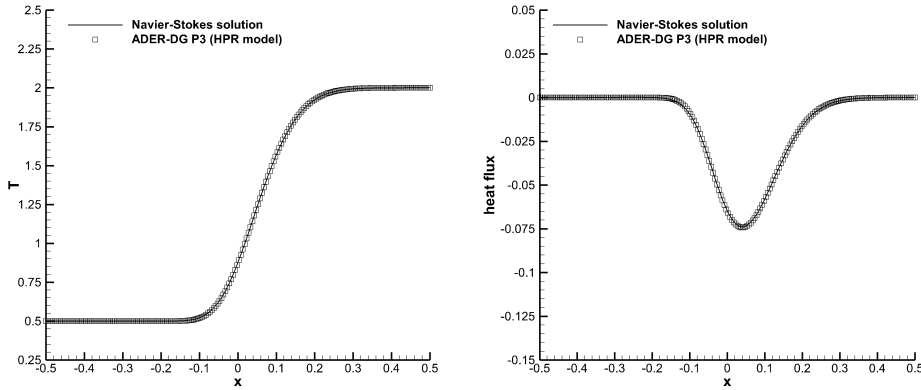 Navier-Stokes solution
ADER-DG P3 (HPR model)
2.5
2.25
2
1.75
1.5
1.25
1
0.75
0.5
0.25
T
-0.5 -0.4 -0.3 -0.2 -0.1 0 0.1 0.2 0.3 0.4 0.5
x
Navier-Stokes solution
ADER-DG P3 (HPR model)
0.05
0.025
0
-0.025
-0.05
-0.075
-0.1
-0.125
-0.15
heat flux
-0.5 -0.4 -0.3 -0.2 -0.1 0 0.1 0.2 0.3 0.4 0.5
x